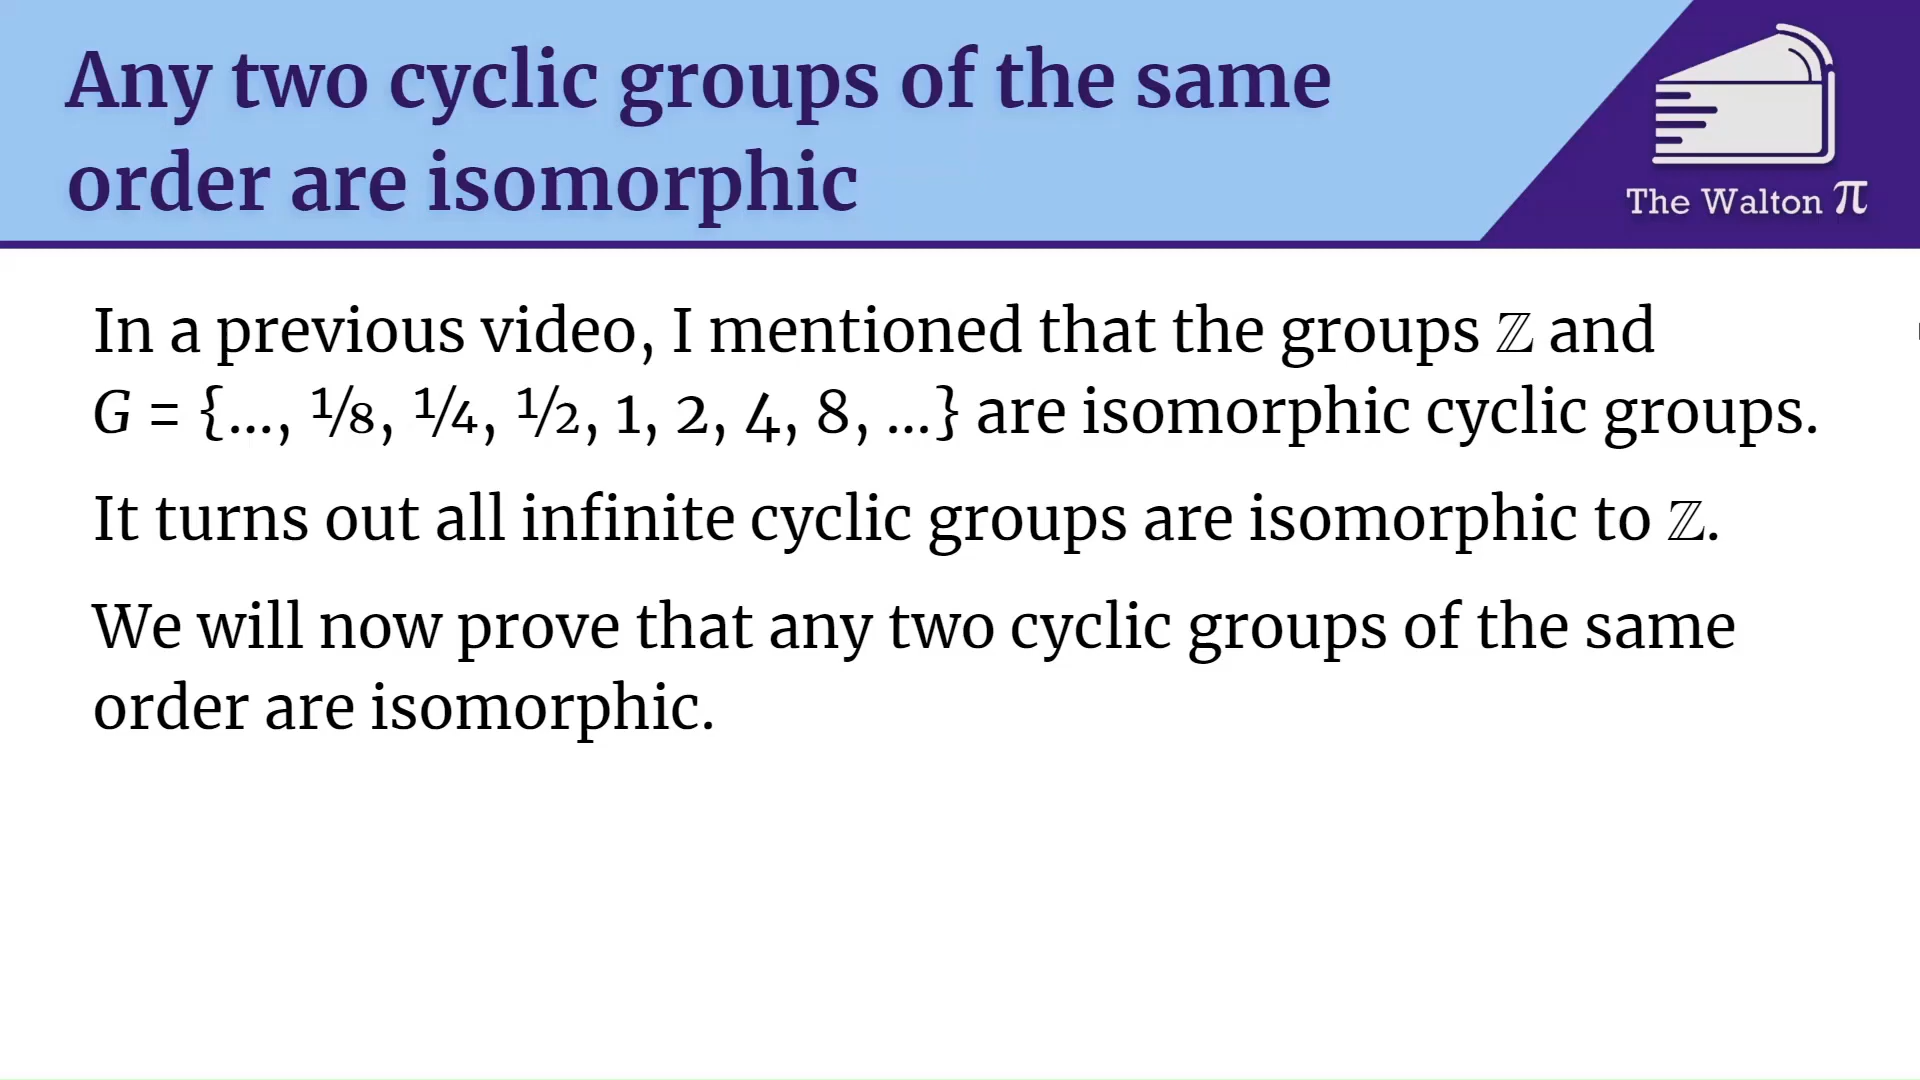 Any two cyclic groups of the same
order are isomorphic
The Walton π
In a previous video, I mentioned that the groups ℤ and
G = {..., ⅛, ¼, ½, 1, 2, 4, 8, ...} are isomorphic cyclic groups.
It turns out all infinite cyclic groups are isomorphic to ℤ.
We will now prove that any two cyclic groups of the same
order are isomorphic.